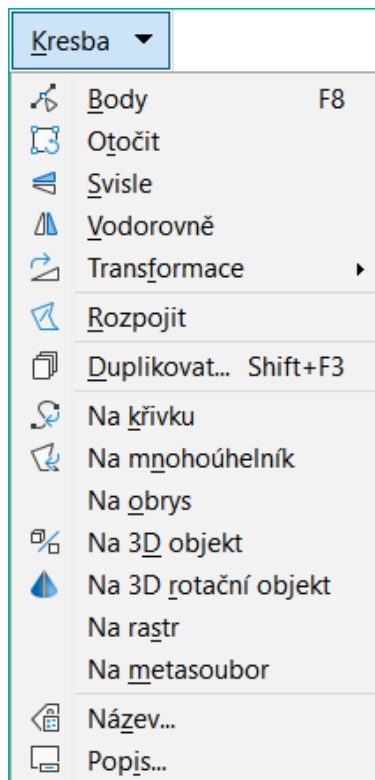 Kresba
Body F8
Otočit
Svisle
Vodorovně
Transformace
Rozpojit
Duplikovat... Shift+F3
Na křivku
Na mnohoúhelník
Na obrys
Na 3D objekt
Na 3D rotační objekt
Na rastr
Na metasoubor
Název...
Popis...